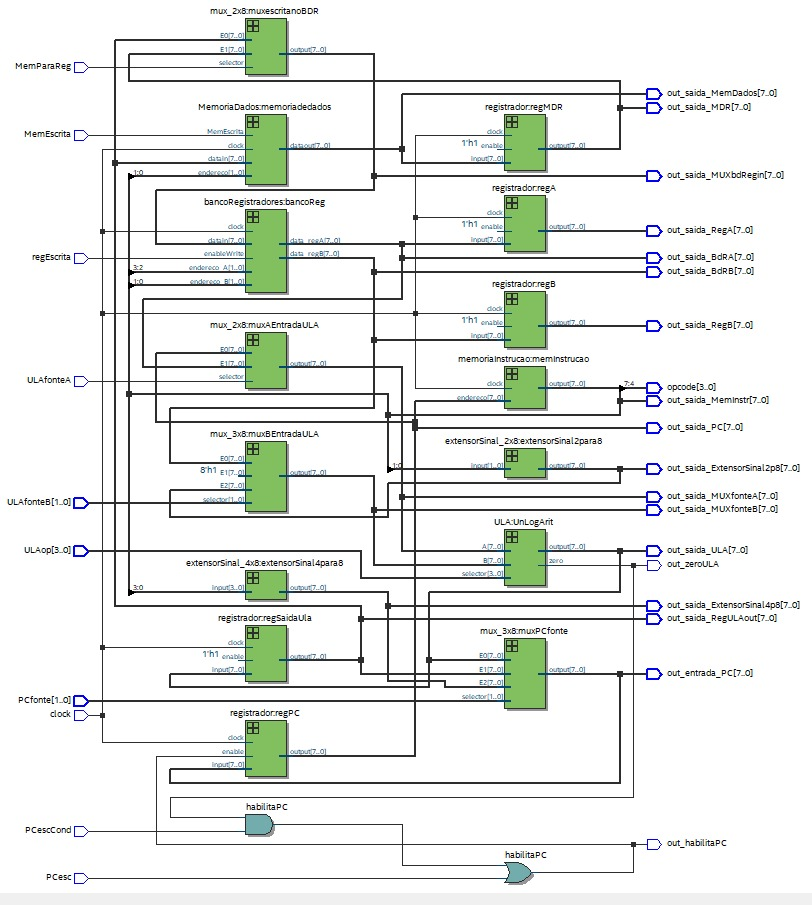 mux_2x8:muxescritanoBDR
E0[7..0]
E1[7..0]
selector
output[7..0]
MemParaReg
MemoriaDados:memoriadedados
MemEscrita
clock
datain[7..0]
endereco[1..0]
dataout[7..0]
MemEscrita
1:0
registrador:regMDR
clock
1'h1 enable
input[7..0]
output[7..0]
out_saida_MemDados[7..0]
out_saida_MDR[7..0]
out_saida_MUXbdRegin[7..0]
bancoRegistradores:bancoReg
clock
datain[7..0]
enableWrite
endereco_A[1..0]
endereco_B[1..0]
data_regA[7..0]
data_regB[7..0]
regEscrita
3:2
1:0
registrador:regA
clock
1'h1 enable
input[7..0]
output[7..0]
out_saida_RegA[7..0]
out_saida_BdRA[7..0]
out_saida_BdRB[7..0]
registrador:regB
clock
1'h1 enable
input[7..0]
output[7..0]
out_saida_RegB[7..0]
mux_2x8:muxAEntradaULA
E0[7..0]
E1[7..0]
selector
output[7..0]
ULAfonteA
memoriaInstrucao:memInstrucao
clock
endereco[7..0]
output[7..0]
7:4
opcode[3..0]
out_saida_MemInstr[7..0]
out_saida_PC[7..0]
mux_3x8:muxBEntradaULA
E0[7..0]
8'h1 E1[7..0]
E2[7..0]
selector[1..0]
output[7..0]
ULAfonteB[1..0]
1:0
extensorSinal_2x8:extensorSinal2para8
input[1..0]
output[7..0]
out_saida_ExtensorSinal2p8[7..0]
out_saida_MUXfonteA[7..0]
out_saida_MUXfonteB[7..0]
ULA:UnLogArit
A[7..0]
B[7..0]
selector[3..0]
output[7..0]
zero
ULAop[3..0]
out_saida_ULA[7..0]
out_zeroULA
extensorSinal_4x8:extensorSinal4para8
3:0
input[3..0]
output[7..0]
out_saida_ExtensorSinal4p8[7..0]
out_saida_RegULAout[7..0]
registrador:regSaidaUla
clock
1'h1 enable
input[7..0]
output[7..0]
mux_3x8:muxPCfonte
E0[7..0]
E1[7..0]
E2[7..0]
selector[1..0]
output[7..0]
out_entrada_PC[7..0]
PCfonte[1..0]
clock
registrador:regPC
clock
enable
input[7..0]
output[7..0]
habilitaPC
PCescCond
habilitaPC
PCesc
out_habilitaPC